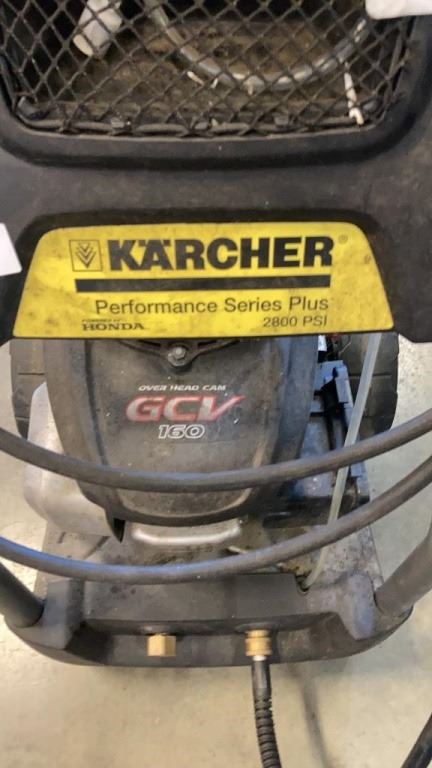 KÄRCHER®
Performance Series Plus
POWERED BY
HONDA 2800 PSI
OVER HEAD CAM
GCV
160